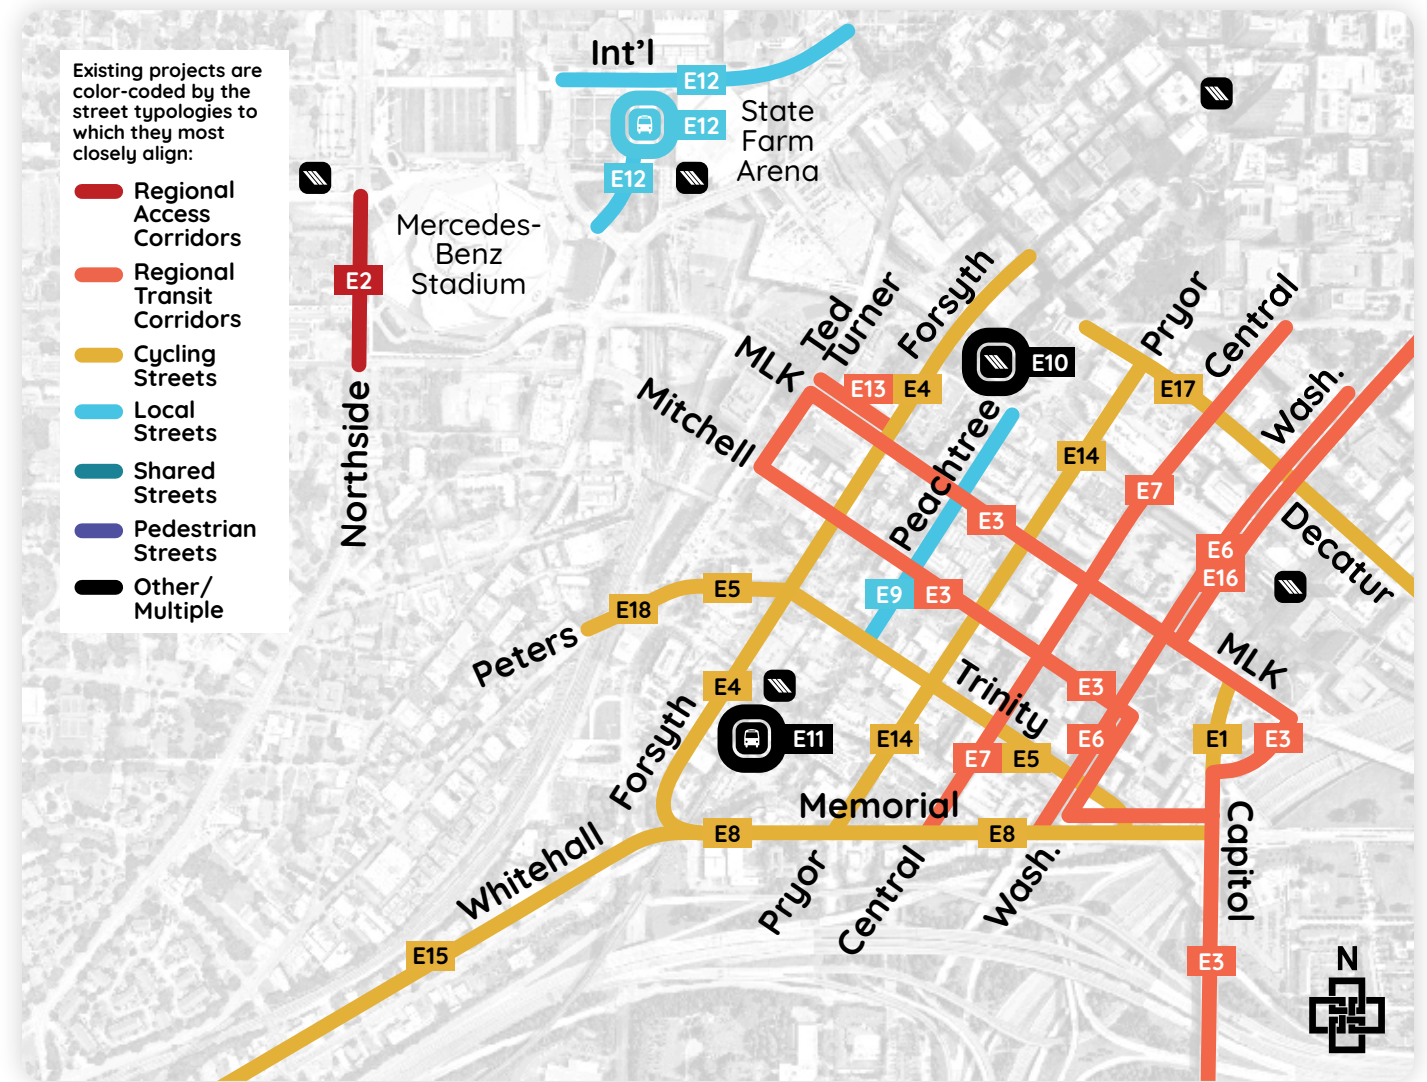 Existing projects are
color-coded by the
street typologies to
which they most
closely align:
Regional
Access
Corridors
Regional
Transit
Corridors
Cycling
Streets
Local
Streets
Shared
Streets
Pedestrian
Streets
Other/
Multiple
Int'l
E12
E12
E12
State
Farm
Arena
Mercedes-
Benz
Stadium
E2
Northside
Ted
Turner
Forsyth
MLK
Mitchell
E13
E4
E10
Peachtree
Pryor
Central
E17
Wash.
E14
E7
E3
E6
E16
Decatur
E9
E3
E5
E18
Peters
E4
Forsyth
E11
Trinity
E3
MLK
E14
E7
E5
E6
E1
E3
Memorial
E8
E8
Whitehall
Pryor
Central
Wash.
Capitol
E15
E3
N